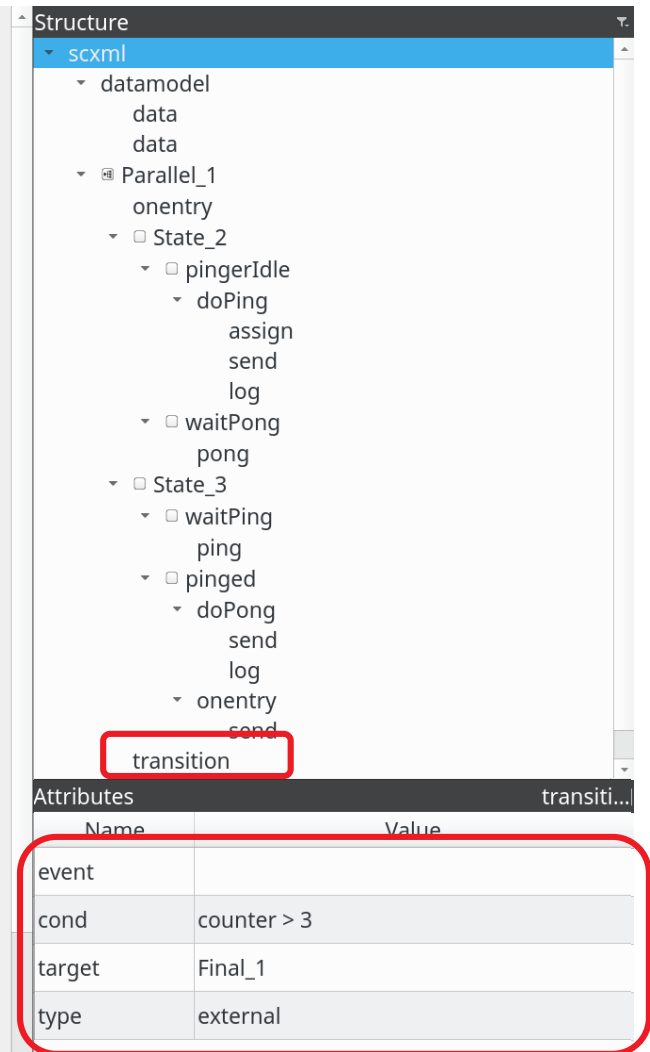 Structure
scxml
datamodel
data
data
Parallel_1
onentry
State_2
pingerIdle
doPing
assign
send
log
waitPong
pong
State_3
waitPing
ping
pinged
doPong
send
log
onentry
send
transition
Attributes transiti...
Name Value
event
cond counter > 3
target Final_1
type external